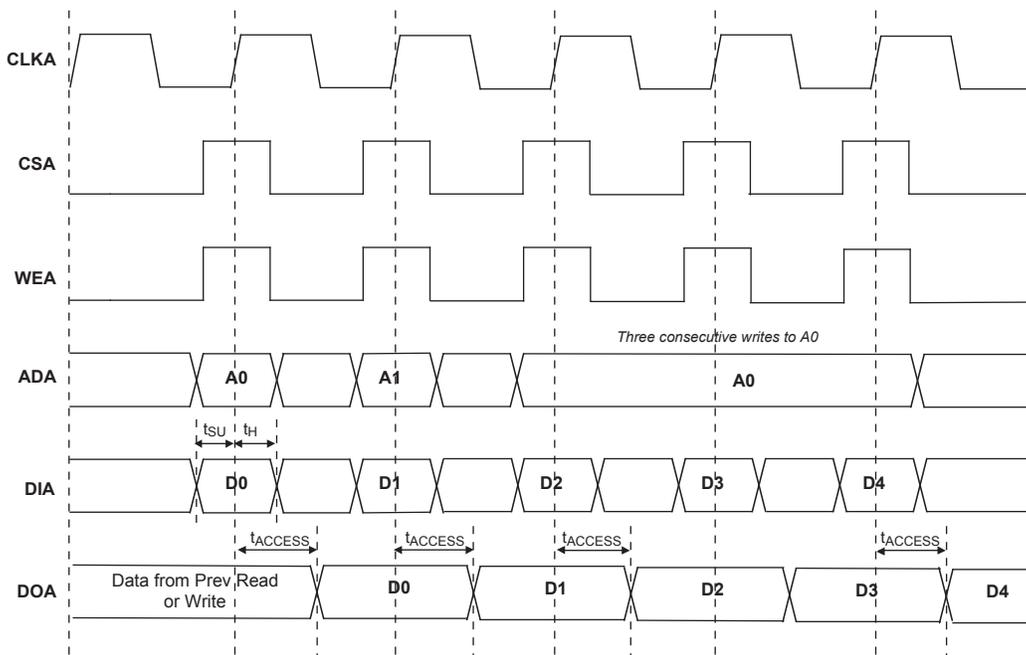 CLKA
CSA
WEA
Three consecutive writes to A0
ADA
A0
A1
A0
tSU
tH
DIA
D0
D1
D2
D3
D4
tACCESS
tACCESS
tACCESS
tACCESS
DOA
Data from Prev Read
or Write
D0
D1
D2
D3
D4